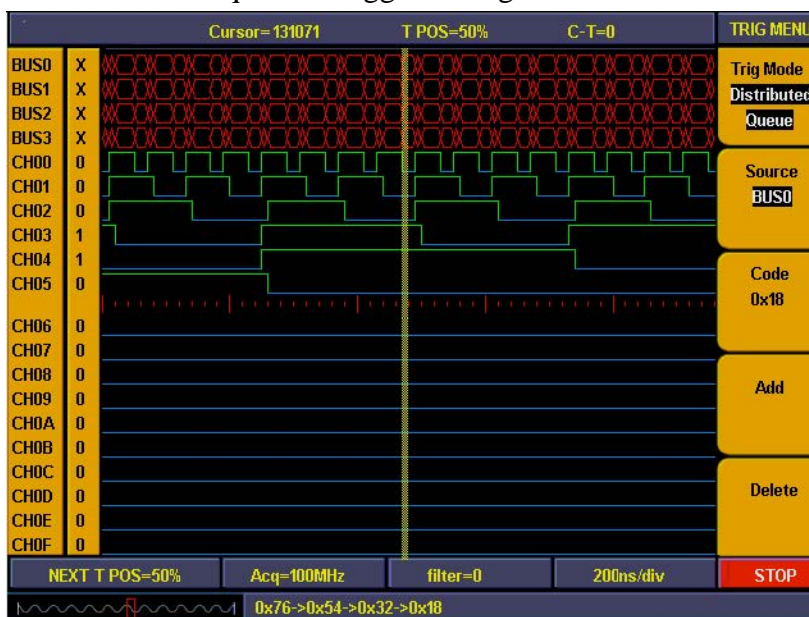 Cursor=131071 T POS=50% C-T=0 TRIG MENU
BUS0 X
BUS1 X
BUS2 X
BUS3 X
CH00 0
CH01 0
CH02 0
CH03 1
CH04 1
CH05 0
CH06 0
CH07 0
CH08 0
CH09 0
CH0A 0
CH0B 0
CH0C 0
CH0D 0
CH0E 0
CH0F 0
Trig Mode
Distributed
Queue
Source
BUS0
Code
0x18
Add
Delete
NEXT T POS=50% Acq=100MHz filter=0 200ns/div STOP
0x76->0x54->0x32->0x18